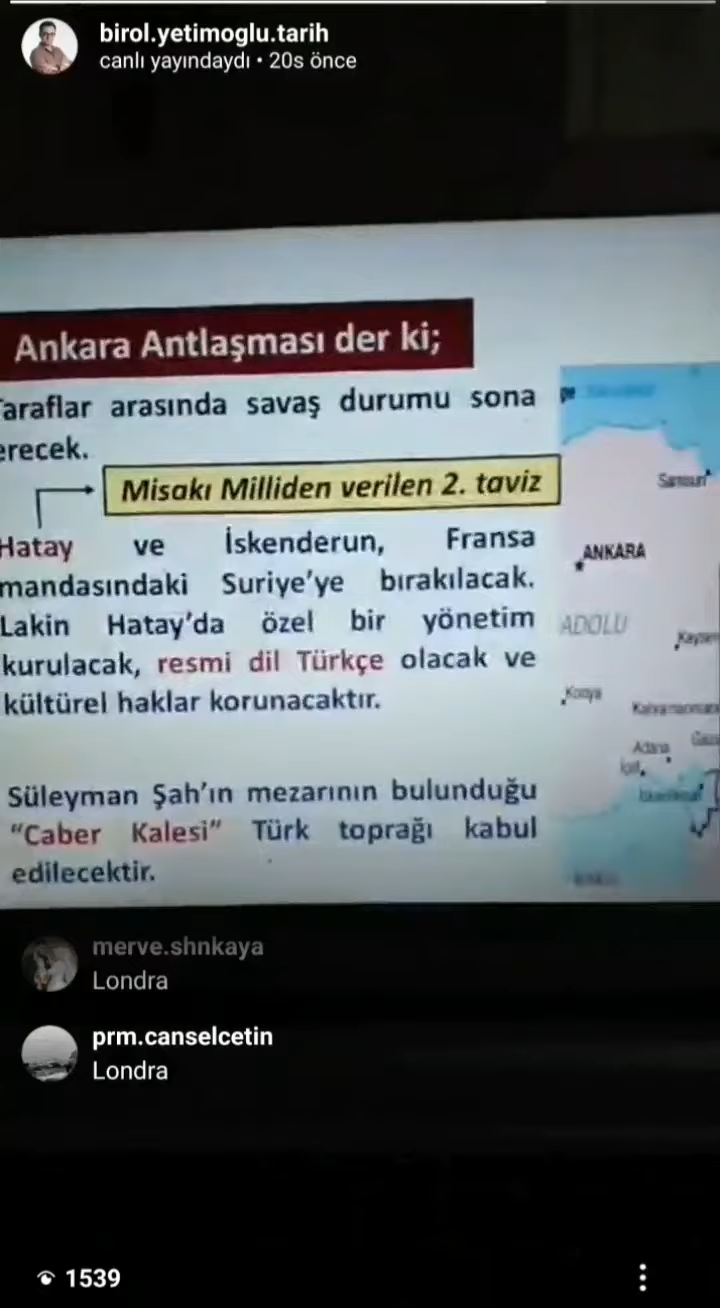 birol.yetimoglu.tarih
canlı yayındaydı • 20s önce
Ankara Antlaşması der ki;
araflar arasında savaş durumu sona
erecek.
Misakı Milliden verilen 2. taviz
Hatay ve İskenderun, Fransa
mandasındaki Suriye'ye bırakılacak.
Lakin Hatay'da özel bir yönetim
kurulacak, resmi dil Türkçe olacak ve
kültürel haklar korunacaktır.
Süleyman Şah'ın mezarının bulunduğu
"Caber Kalesi" Türk toprağı kabul
edilecektir.
Samsun
ANKARA
ADOLU
Kayser
Konya
Kahramanmara
Adana
merve.shnkaya
Londra
prm.canselcetin
Londra
1539